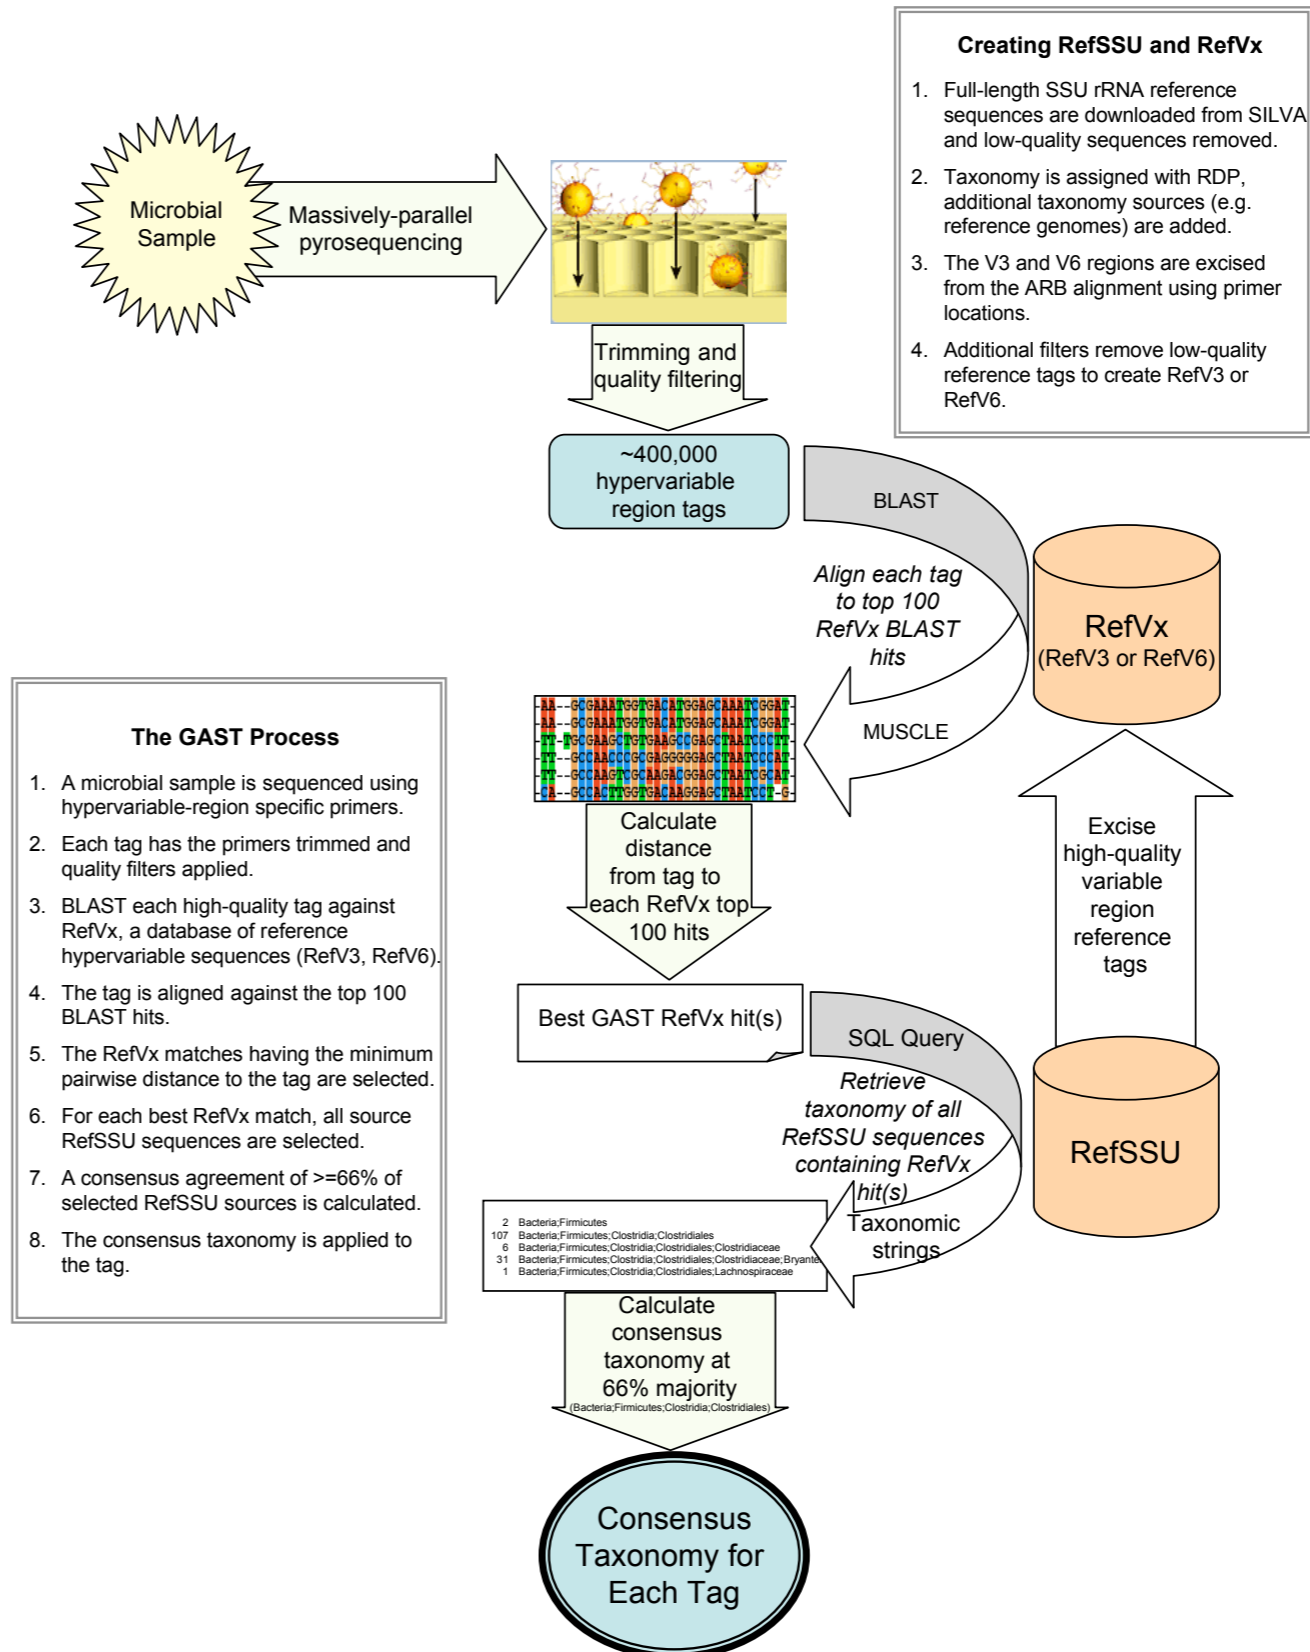 Creating RefSSU and RefVx
1. Full-length SSU rRNA reference
sequences are downloaded from SILVA
and low-quality sequences removed.
2. Taxonomy is assigned with RDP,
additional taxonomy sources (e.g.
reference genomes) are added.
3. The V3 and V6 regions are excised
from the ARB alignment using primer
locations.
4. Additional filters remove low-quality
reference tags to create RefV3 or
RefV6.
Microbial
Sample
Massively-parallel
pyrosequencing
Trimming and
quality filtering
~400,000
hypervariable
region tags
BLAST
Align each tag
to top 100
RefVx BLAST
hits
MUSCLE
RefVx
(RefV3 or RefV6)
-AA--GCGAAATGGTGACATGGAGCAAATCGGAT-
-AA--GCGAAATGGTGACATGGAGCAAATCGGAT-
-TT-TGCGAAGCTGTGAAGCCGAGCTAATCCCTT-
-TT--GCCAACCCGCGAGGGGGAGCTAATCCCAT-
-TT--GCCAAGTCGCAAGACGGAGCTAATCGCAT-
-CA--GCCACTTGGTGACAAGGAGCTAATCCT-G-
The GAST Process
1. A microbial sample is sequenced using
hypervariable-region specific primers.
2. Each tag has the primers trimmed and
quality filters applied.
3. BLAST each high-quality tag against
RefVx, a database of reference
hypervariable sequences (RefV3, RefV6).
4. The tag is aligned against the top 100
BLAST hits.
5. The RefVx matches having the minimum
pairwise distance to the tag are selected.
6. For each best RefVx match, all source
RefSSU sequences are selected.
7. A consensus agreement of >=66% of
selected RefSSU sources is calculated.
8. The consensus taxonomy is applied to
the tag.
Calculate
distance
from tag to
each RefVx top
100 hits
Excise
high-quality
variable
region
reference
tags
Best GAST RefVx hit(s)
SQL Query
Retrieve
taxonomy of all
RefSSU sequences
containing RefVx
hit(s)
Taxonomic
strings
RefSSU
2 Bacteria;Firmicutes
107 Bacteria;Firmicutes;Clostridia;Clostridiales
6 Bacteria;Firmicutes;Clostridia;Clostridiales;Clostridiaceae
31 Bacteria;Firmicutes;Clostridia;Clostridiales;Clostridiaceae;Bryante
1 Bacteria;Firmicutes;Clostridia;Clostridiales;Lachnospiraceae
Calculate
consensus
taxonomy at
66% majority
(Bacteria;Firmicutes;Clostridia;Clostridiales)
Consensus
Taxonomy for
Each Tag